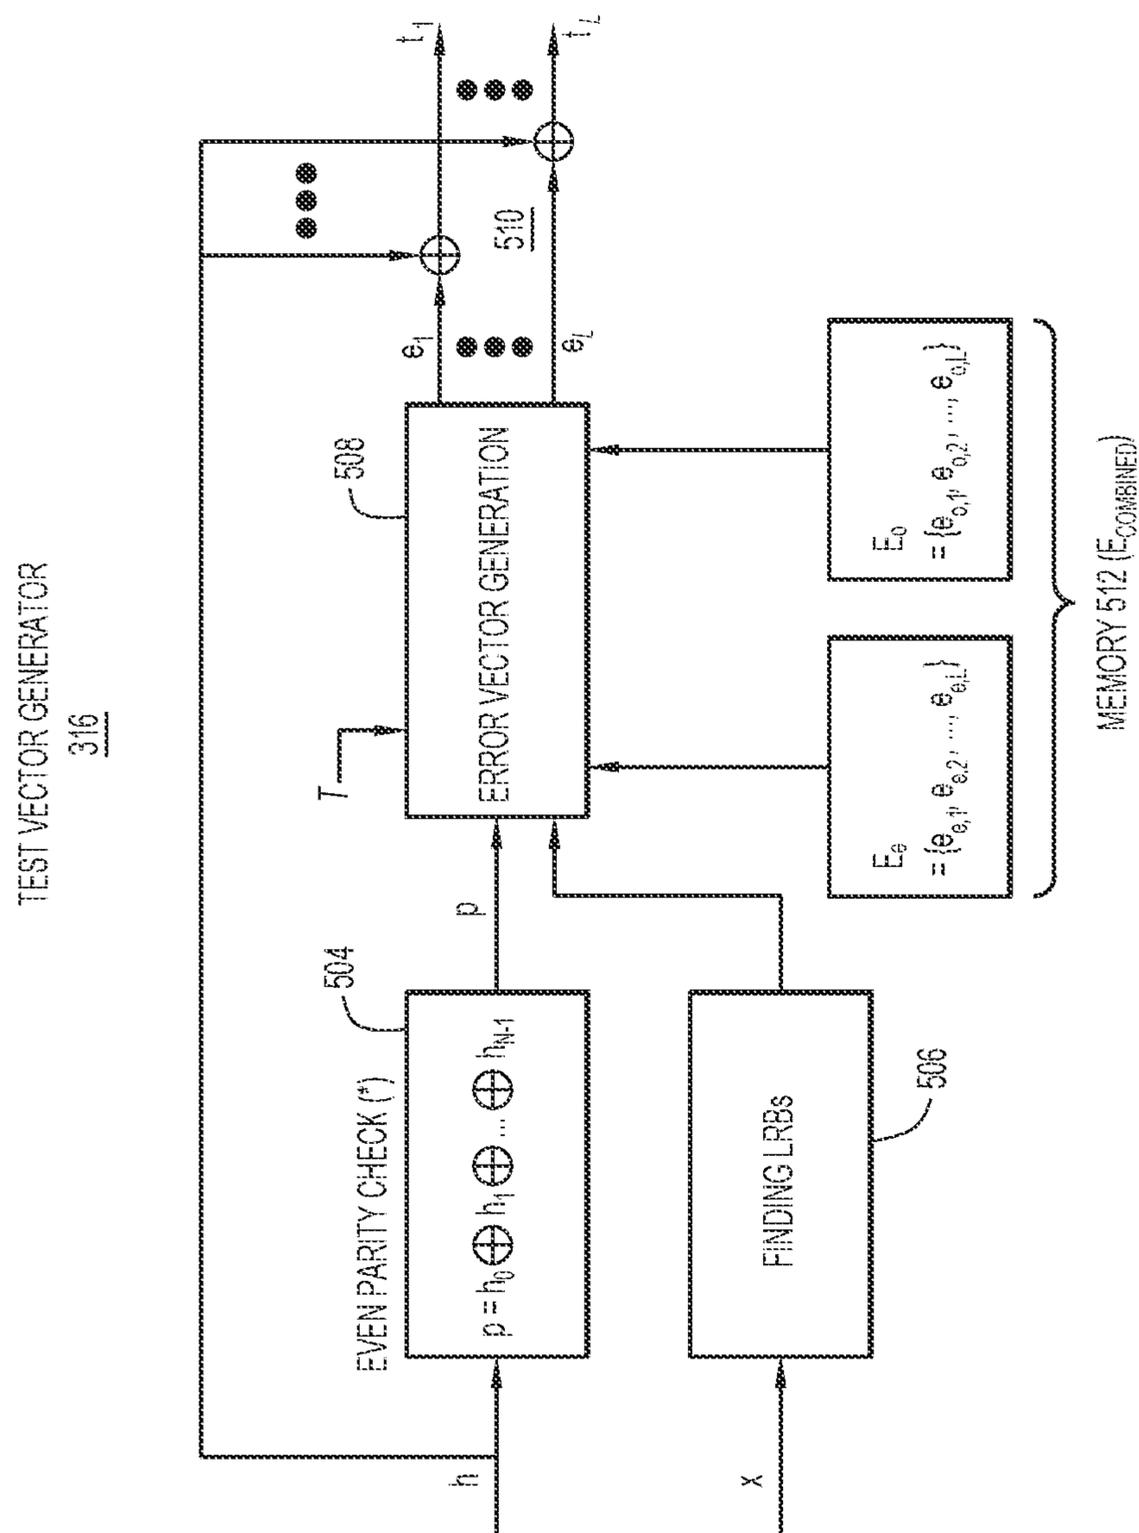 TEST VECTOR GENERATOR
316
EVEN PARITY CHECK (*)
504
p = h0 ⊕ h1 ⊕ ... ⊕ hN-1
h
p
T
508
ERROR VECTOR GENERATION
e1
eL
510
t1
tL
x
FINDING LRBs
506
Ee
= {ee,1, ee,2, ..., ee,L}
Eo
= {eo,1, eo,2, ..., eo,L}
MEMORY 512 (ECOMBINED)